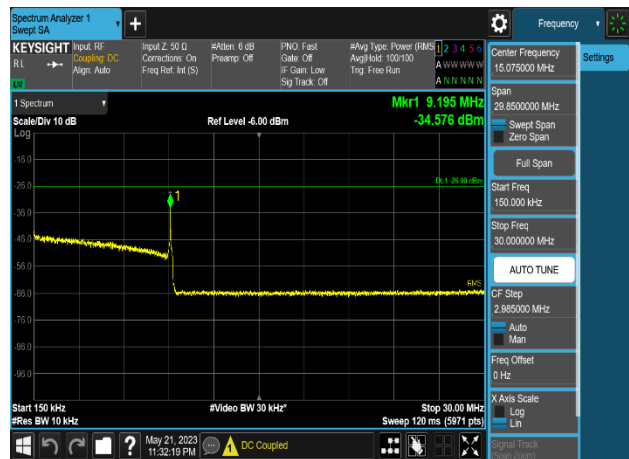 Spectrum Analyzer 1
Swept SA
+
Frequency
KEYSIGHT
RL
Input: RF
Coupling: DC
Align: Auto
Input Z: 50 Ω
Corrections: On
Freq Ref: Int (S)
#Atten: 6 dB
Preamp: Off
PNO: Fast
Gate: Off
IF Gain: Low
Sig Track: Off
#Avg Type: Power (RMS
Avg|Hold: 100/100
Trig: Free Run
1 2 3 4 5 6
A W W W W W
A N N N N N
1 Spectrum
Scale/Div 10 dB
Ref Level -6.00 dBm
Mkr1 9.195 MHz
-34.576 dBm
Log
-16.0
-26.0
-36.0
-46.0
-56.0
-66.0
-76.0
-86.0
-96.0
DL1 -26.00 dBm
1
RMS
Start 150 kHz
#Res BW 10 kHz
#Video BW 30 kHz*
Stop 30.00 MHz
Sweep 120 ms (5971 pts)
?
May 21, 2023
11:32:19 PM
DC Coupled
Center Frequency
15.075000 MHz
Span
29.8500000 MHz
Swept Span
Zero Span
Full Span
Start Freq
150.000 kHz
Stop Freq
30.000000 MHz
AUTO TUNE
CF Step
2.985000 MHz
Auto
Man
Freq Offset
0 Hz
X Axis Scale
Log
Lin
Signal Track
(Span Zoom)
Settings